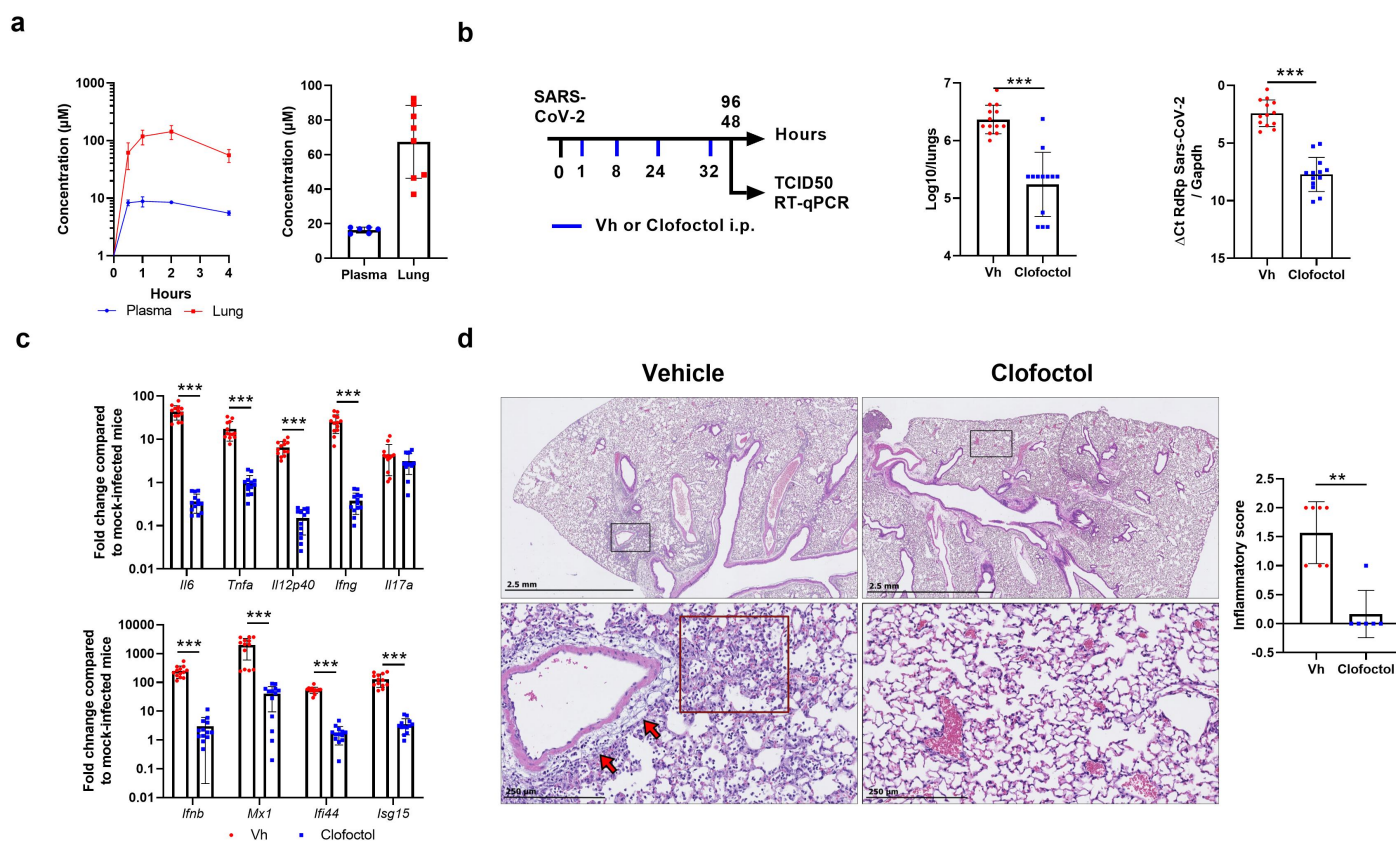 a
Concentration (µM)
1000
100
10
1
0
1
2
3
4
Hours
Plasma
Lung
Concentration (µM)
100
80
60
40
20
0
Plasma
Lung
b
SARS-
CoV-2
96
48
Hours
0
1
8
24
32
TCID50
RT-qPCR
Vh or Clofoctol i.p.
Log10/lungs
7
6
5
4
***
Vh
Clofoctol
ΔCt RdRp Sars-CoV-2
/ Gapdh
0
5
10
15
***
Vh
Clofoctol
c
Fold change compared
to mock-infected mice
100
10
1
0.1
0.01
***
***
***
***
Il6
Tnfa
Il12p40
Ifng
Il17a
Fold chnage compared
to mock-infected mice
10000
1000
100
10
1
0.1
0.01
***
***
***
***
Ifnb
Mx1
Ifi44
Isg15
Vh
Clofoctol
d
Vehicle
Clofoctol
2.5 mm
2.5 mm
250 µm
250 µm
Inflammatory score
2.5
2.0
1.5
1.0
0.5
0.0
-0.5
**
Vh
Clofoctol